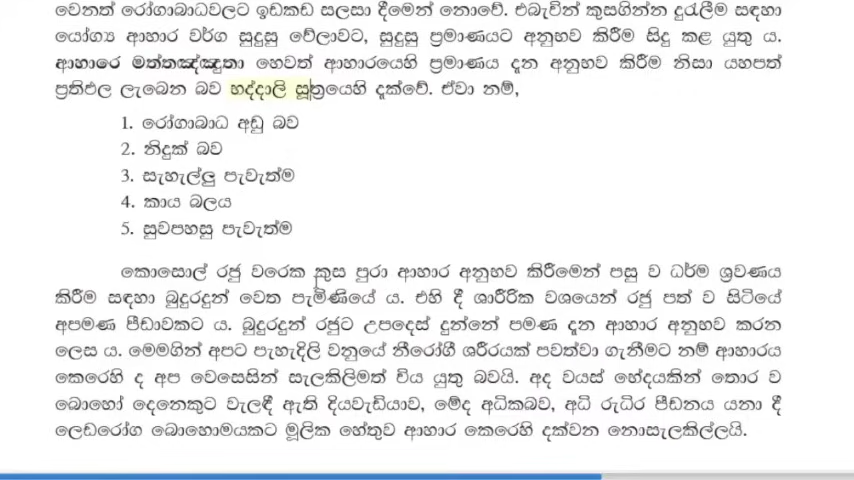 වෙනත් රෝගාබාධවලට ඉඩකඩ සලසා දීමෙන් නොවේ. එබැවින් කුසගින්න දුරැලීම සඳහා
යෝග්‍ය ආහාර වර්ග සුදුසු වේලාවට, සුදුසු ප්‍රමාණයට අනුභව කිරීම සිදු කළ යුතු ය.
ආහාරෙ මත්තඤ්ඤුතා හෙවත් ආහාරයෙහි ප්‍රමාණය දැන අනුභව කිරීම නිසා යහපත්
ප්‍රතිඵල ලැබෙන බව භද්දාලි සූත්‍රයෙහි දැක්වේ. ඒවා නම්,
1. රෝගාබාධ අඩු බව
2. නිදුක් බව
3. සැහැල්ලු පැවැත්ම
4. කාය බලය
5. සුවපහසු පැවැත්ම
කොසොල් රජු වරෙක කුස පුරා ආහාර අනුභව කිරීමෙන් පසු ව ධර්ම ශ්‍රවණය
කිරීම සඳහා බුදුරදුන් වෙත පැමිණියේ ය. එහි දී ශාරීරික වශයෙන් රජු පත් ව සිටියේ
අපමණ පීඩාවකට ය. බුදුරදුන් රජුට උපදෙස් දුන්නේ පමණ දැන ආහාර අනුභව කරන
ලෙස ය. මෙමගින් අපට පැහැදිලි වනුයේ නීරෝගී ශරීරයක් පවත්වා ගැනීමට නම් ආහාරය
කෙරෙහි ද අප වෙසෙසින් සැලකිලිමත් විය යුතු බවයි. අද වයස් භේදයකින් තොර ව
බොහෝ දෙනෙකුට වැලඳී ඇති දියවැඩියාව, මේද අධිකබව, අධි රුධිර පීඩනය යනා දී
ලෙඩරෝග බොහොමයකට මූලික හේතුව ආහාර කෙරෙහි දක්වන නොසැලකිල්ලයි.